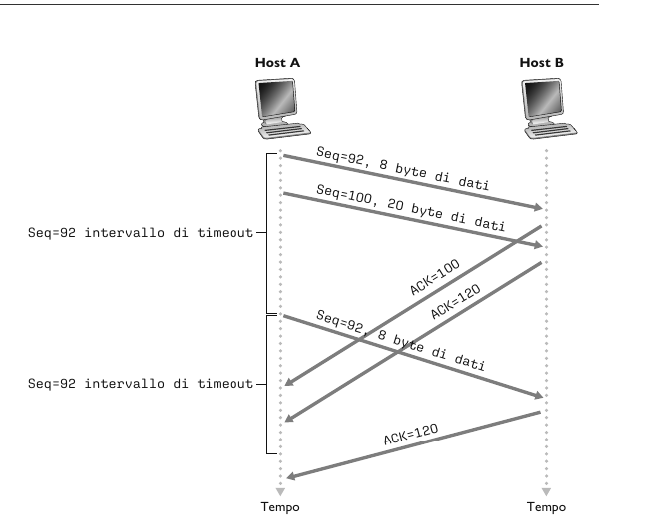 Host A
Host B
Seq=92, 8 byte di dati
Seq=100, 20 byte di dati
Seq=92 intervallo di timeout
ACK=100
ACK=120
Seq=92, 8 byte di dati
Seq=92 intervallo di timeout
ACK=120
Tempo
Tempo